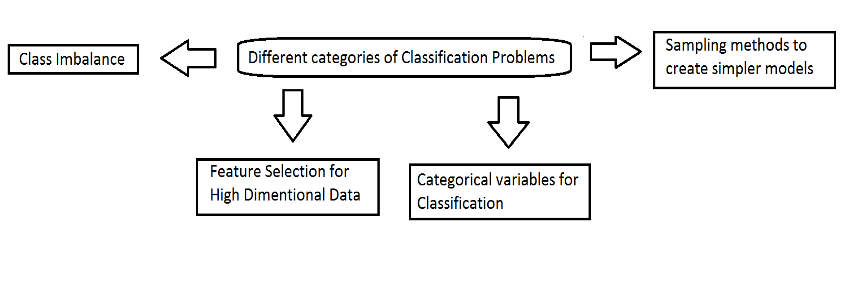 Different categories of Classification Problems
Class Imbalance
Sampling methods to
create simpler models
Feature Selection for
High Dimentional Data
Categorical variables for
Classification